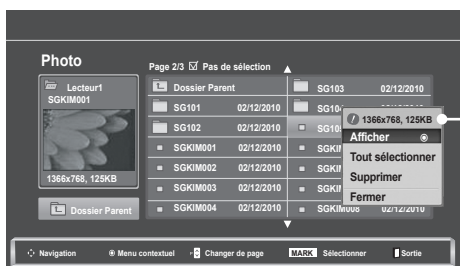 Photo
Page 2/3 ☑ Pas de sélection
Lecteur1
SGKIM001
1366x768, 125KB
Dossier Parent
Dossier Parent
SG101 02/12/2010
SG102 02/12/2010
SGKIM001 02/12/2010
SGKIM002 02/12/2010
SGKIM003 02/12/2010
SGKIM004 02/12/2010
SG103 02/12/2010
SG104
SGKIM008 02/12/2010
1366x768, 125KB
Afficher
Tout sélectionner
Supprimer
Fermer
Navigation
Menu contextuel
P Changer de page
MARK Sélectionner
Sortie